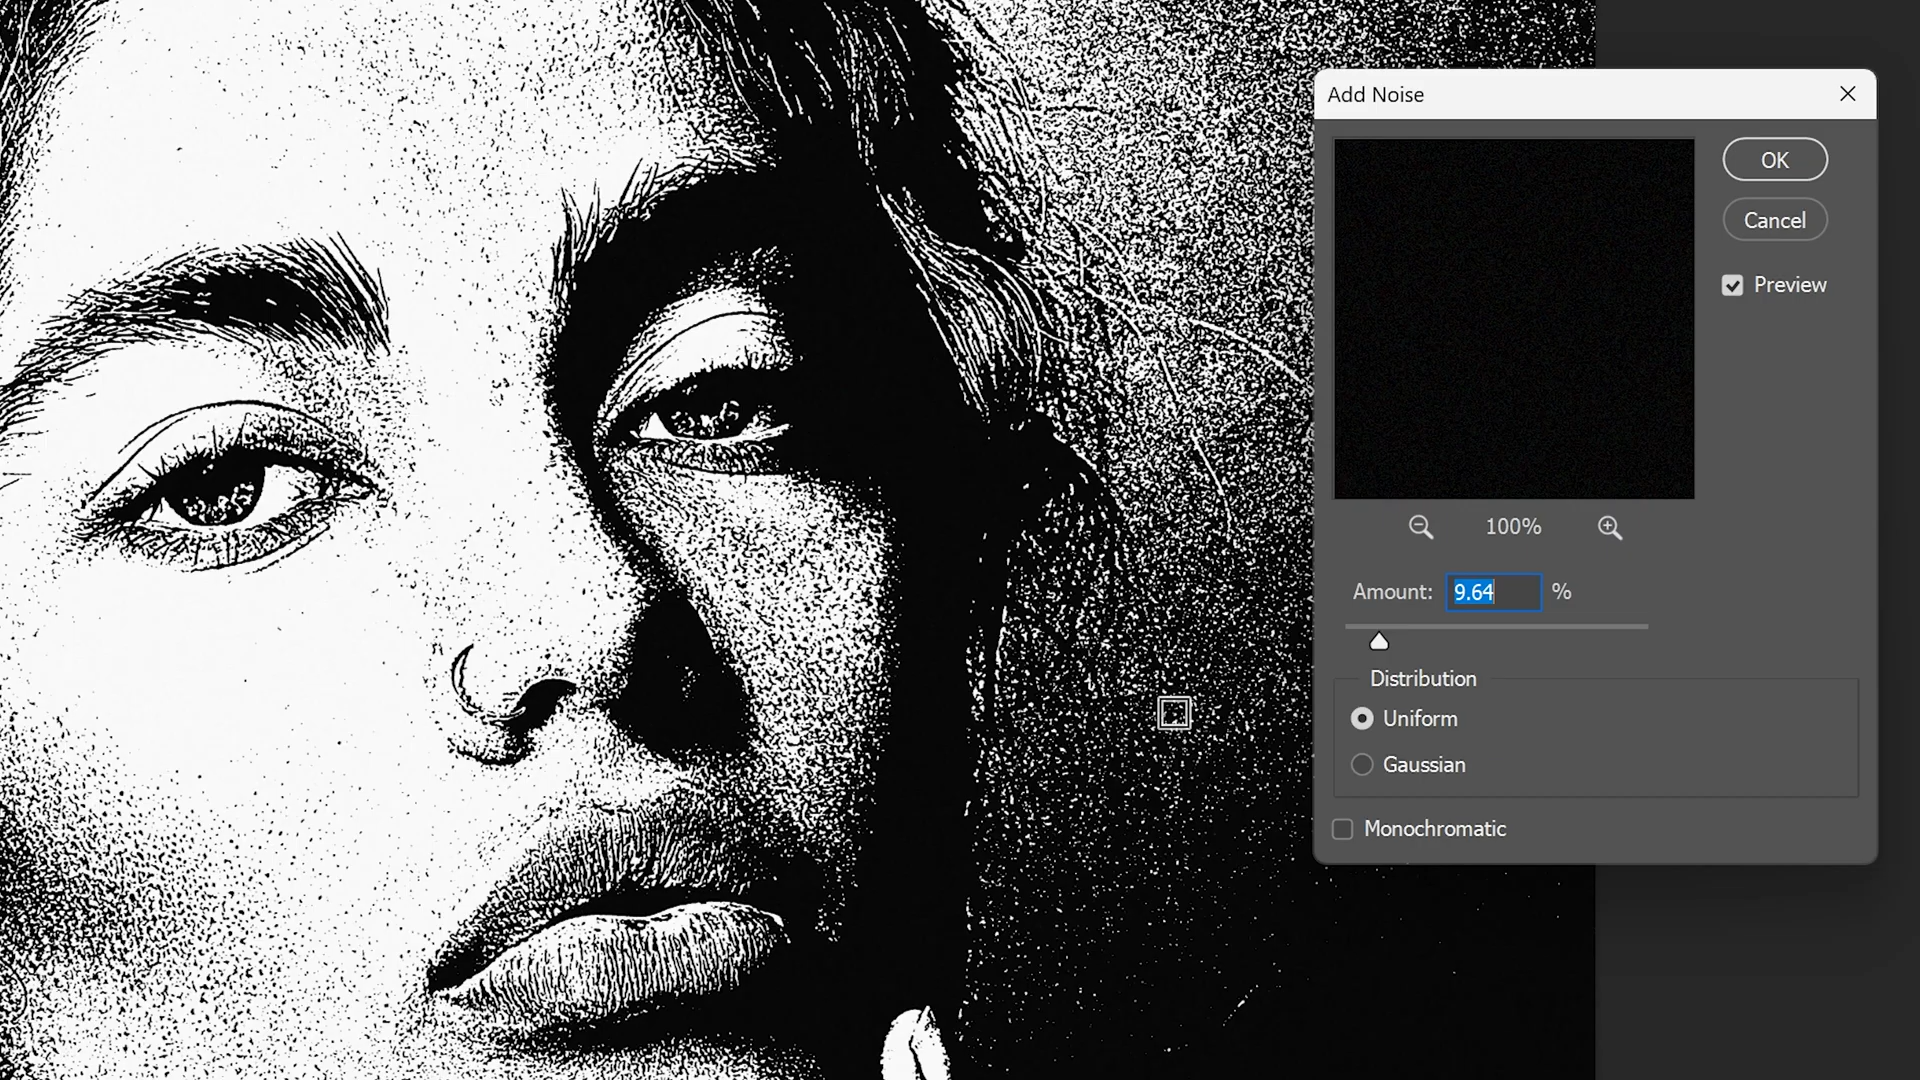 Add Noise
OK
Cancel
Preview
100%
Amount: 9.64 %
Distribution
Uniform
Gaussian
Monochromatic